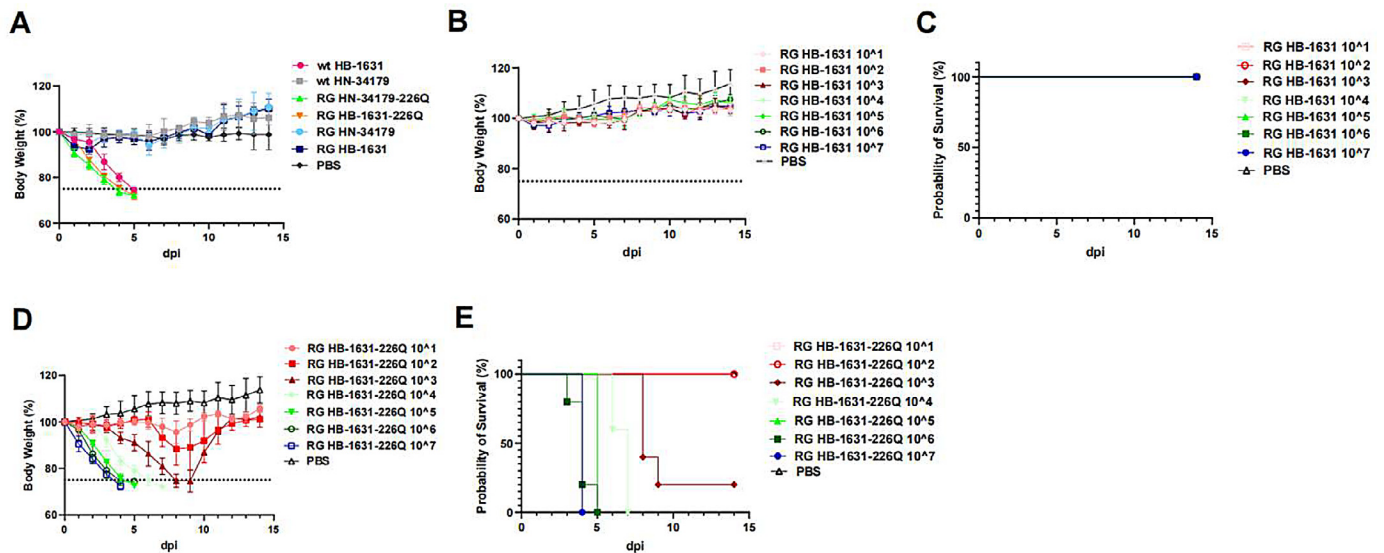 A
wt HB-1631
wt HN-34179
RG HN-34179-226Q
RG HB-1631-226Q
RG HN-34179
RG HB-1631
PBS
Body Weight (%)
120
100
80
60
0
5
10
15
dpi
B
RG HB-1631 10^1
RG HB-1631 10^2
RG HB-1631 10^3
RG HB-1631 10^4
RG HB-1631 10^5
RG HB-1631 10^6
RG HB-1631 10^7
PBS
Body Weight (%)
120
100
80
60
0
5
10
15
dpi
C
RG HB-1631 10^1
RG HB-1631 10^2
RG HB-1631 10^3
RG HB-1631 10^4
RG HB-1631 10^5
RG HB-1631 10^6
RG HB-1631 10^7
PBS
Probability of Survival (%)
100
50
0
0
5
10
15
dpi
D
RG HB-1631-226Q 10^1
RG HB-1631-226Q 10^2
RG HB-1631-226Q 10^3
RG HB-1631-226Q 10^4
RG HB-1631-226Q 10^5
RG HB-1631-226Q 10^6
RG HB-1631-226Q 10^7
PBS
Body Weight (%)
120
100
80
60
0
5
10
15
dpi
E
RG HB-1631-226Q 10^1
RG HB-1631-226Q 10^2
RG HB-1631-226Q 10^3
RG HB-1631-226Q 10^4
RG HB-1631-226Q 10^5
RG HB-1631-226Q 10^6
RG HB-1631-226Q 10^7
PBS
Probability of Survival (%)
100
50
0
0
5
10
15
dpi